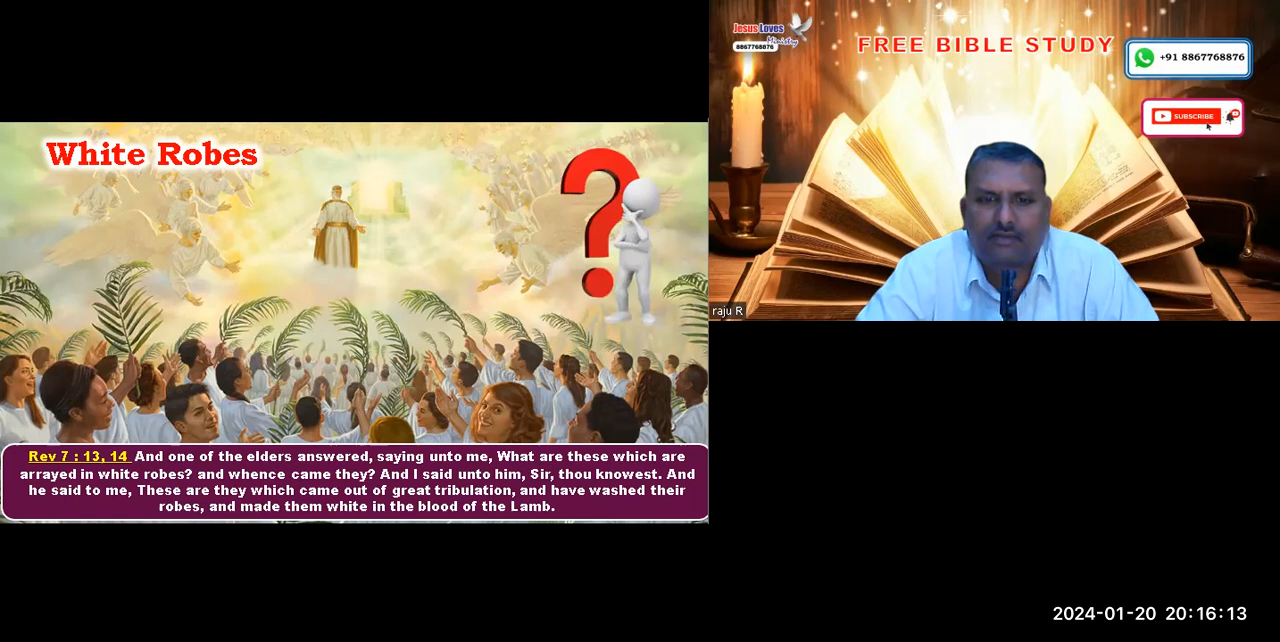 White Robes
Rev 7 : 13, 14 And one of the elders answered, saying unto me, What are these which are
arrayed in white robes? and whence came they? And I said unto him, Sir, thou knowest. And
he said to me, These are they which came out of great tribulation, and have washed their
robes, and made them white in the blood of the Lamb.
Jesus Loves
Ministry
8867768876
FREE BIBLE STUDY
+91 8867768876
SUBSCRIBE
raju R
2024-01-20 20:16:13